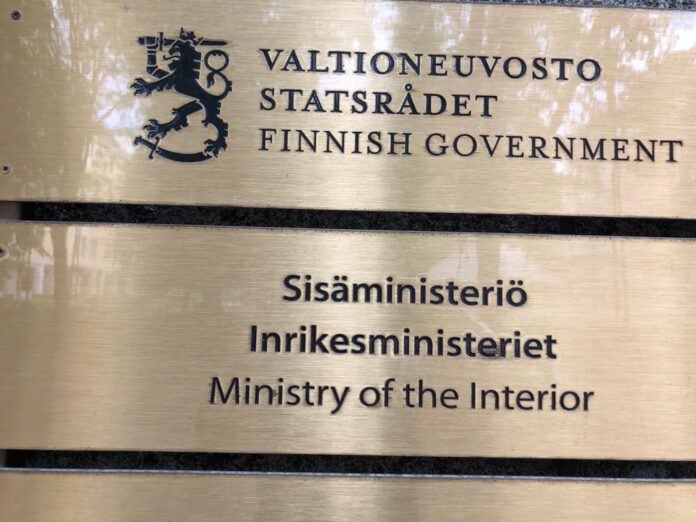 VALTIONEUVOSTO
STATSRÅDET
FINNISH GOVERNMENT
Sisäministeriö
Inrikesministeriet
Ministry of the Interior